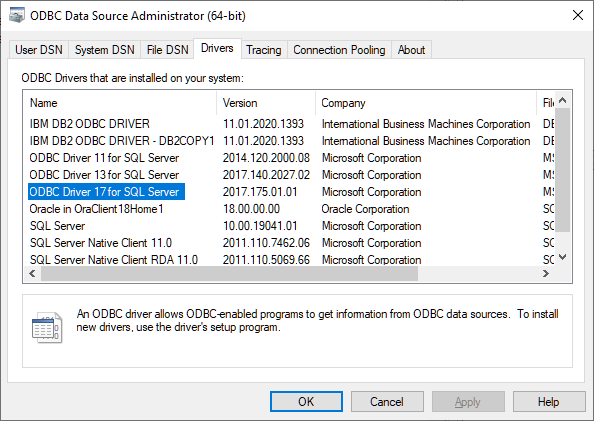 ODBC Data Source Administrator (64-bit)
User DSN System DSN File DSN Drivers Tracing Connection Pooling About
ODBC Drivers that are installed on your system:
Name Version Company File
IBM DB2 ODBC DRIVER 11.01.2020.1393 International Business Machines Corporation DB
IBM DB2 ODBC DRIVER - DB2COPY1 11.01.2020.1393 International Business Machines Corporation DB
ODBC Driver 11 for SQL Server 2014.120.2000.08 Microsoft Corporation MS
ODBC Driver 13 for SQL Server 2017.140.2027.02 Microsoft Corporation MS
ODBC Driver 17 for SQL Server 2017.175.01.01 Microsoft Corporation MS
Oracle in OraClient18Home1 18.00.00.00 Oracle Corporation SQ
SQL Server 10.00.19041.01 Microsoft Corporation SQ
SQL Server Native Client 11.0 2011.110.7462.06 Microsoft Corporation SQ
SQL Server Native Client RDA 11.0 2011.110.5069.66 Microsoft Corporation SQ
An ODBC driver allows ODBC-enabled programs to get information from ODBC data sources. To install
new drivers, use the driver's setup program.
OK Cancel Apply Help